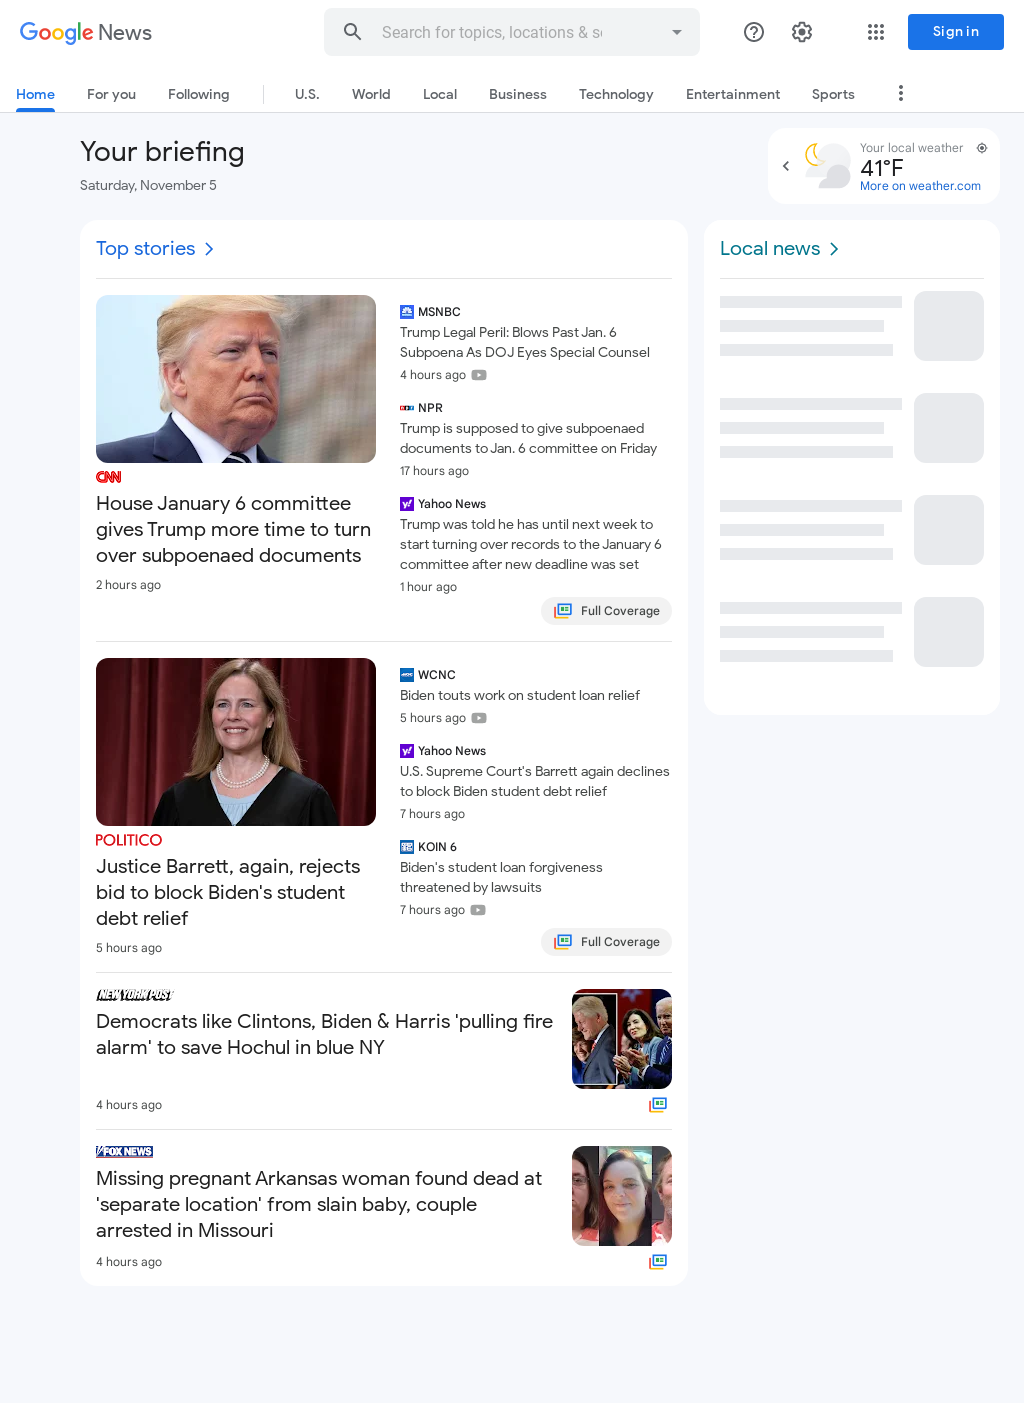 Google News
Search for topics, locations & so
Sign in
Home
For you
Following
U.S.
World
Local
Business
Technology
Entertainment
Sports
Your briefing
Saturday, November 5
Your local weather
41°F
More on weather.com
Top stories
CNN
House January 6 committee
gives Trump more time to turn
over subpoenaed documents
2 hours ago
MSNBC
Trump Legal Peril: Blows Past Jan. 6
Subpoena As DOJ Eyes Special Counsel
4 hours ago
NPR
Trump is supposed to give subpoenaed
documents to Jan. 6 committee on Friday
17 hours ago
Yahoo News
Trump was told he has until next week to
start turning over records to the January 6
committee after new deadline was set
1 hour ago
Full Coverage
POLITICO
Justice Barrett, again, rejects
bid to block Biden's student
debt relief
5 hours ago
WCNC
Biden touts work on student loan relief
5 hours ago
Yahoo News
U.S. Supreme Court's Barrett again declines
to block Biden student debt relief
7 hours ago
KOIN 6
Biden's student loan forgiveness
threatened by lawsuits
7 hours ago
Full Coverage
NEW YORK POST
Democrats like Clintons, Biden & Harris 'pulling fire
alarm' to save Hochul in blue NY
4 hours ago
FOX NEWS
Missing pregnant Arkansas woman found dead at
'separate location' from slain baby, couple
arrested in Missouri
4 hours ago
Local news